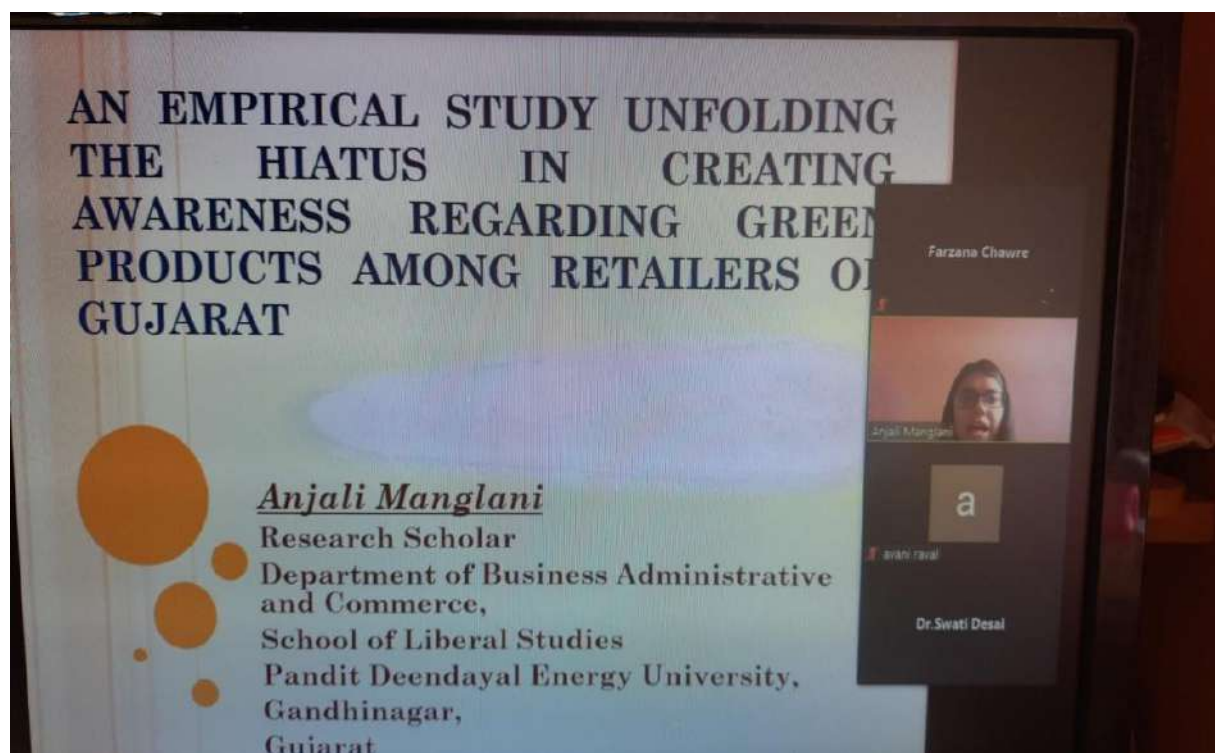 AN EMPIRICAL STUDY UNFOLDING
THE HIATUS IN CREATING
AWARENESS REGARDING GREEN
PRODUCTS AMONG RETAILERS
GUJARAT
Anjali Manglani
Research Scholar
Department of Business Administrative
and Commerce,
School of Liberal Studies
Pandit Deendayal Energy University,
Gandhinagar,
Gujarat
Farzana Chawre
Anjali Manglani
a
avani raval
Dr.Swati Desai